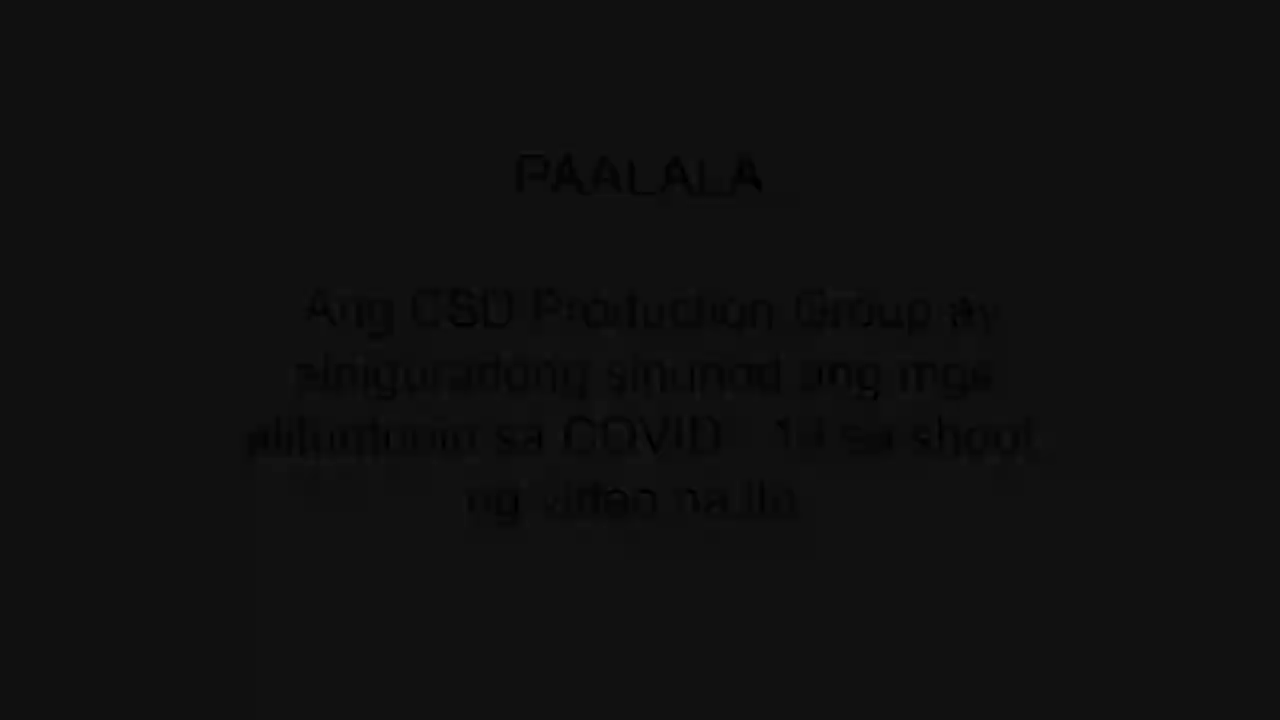 PAALALA
Ang CSD Production Group ay
siniguradong sinunod ang mga
alituntunin sa COVID - 19 sa shoot
ng video na ito